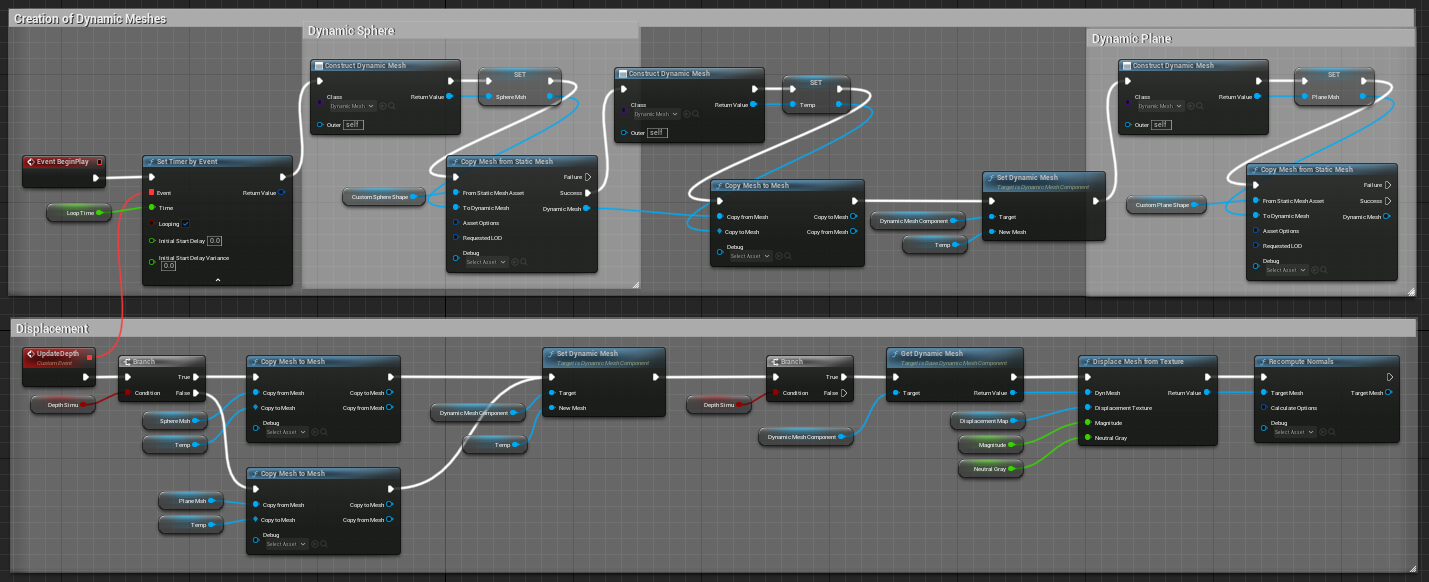 Creation of Dynamic Meshes
Dynamic Sphere
Dynamic Plane
Event BeginPlay
Loop Time
Set Timer by Event
Event
Return Value
Time
Looping
Initial Start Delay 0.0
Initial Start Delay Variance
0.0
Construct Dynamic Mesh
Class
Return Value
Dynamic Mesh
Outer self
SET
Sphere Msh
Custom Sphere Shape
Copy Mesh from Static Mesh
Failure
From Static Mesh Asset
Success
To Dynamic Mesh
Dynamic Mesh
Asset Options
Requested LOD
Debug
Select Asset
Construct Dynamic Mesh
Class
Return Value
Dynamic Mesh
Outer self
SET
Temp
Copy Mesh to Mesh
Copy from Mesh
Copy to Mesh
Copy to Mesh
Copy from Mesh
Debug
Select Asset
Dynamic Mesh Component
Temp
Set Dynamic Mesh
Target is Dynamic Mesh Component
Target
New Mesh
Construct Dynamic Mesh
Class
Return Value
Dynamic Mesh
Outer self
SET
Plane Msh
Custom Plane Shape
Copy Mesh from Static Mesh
Failure
From Static Mesh Asset
Success
To Dynamic Mesh
Dynamic Mesh
Asset Options
Requested LOD
Debug
Select Asset
Displacement
UpdateDepth
Custom Event
Depth Simu
Branch
True
Condition
False
Sphere Msh
Temp
Copy Mesh to Mesh
Copy from Mesh
Copy to Mesh
Copy to Mesh
Copy from Mesh
Debug
Select Asset
Plane Msh
Temp
Copy Mesh to Mesh
Copy from Mesh
Copy to Mesh
Copy to Mesh
Copy from Mesh
Debug
Select Asset
Dynamic Mesh Component
Temp
Set Dynamic Mesh
Target is Dynamic Mesh Component
Target
New Mesh
Depth Simu
Branch
True
Condition
False
Dynamic Mesh Component
Get Dynamic Mesh
Target is Base Dynamic Mesh Component
Target
Return Value
Displacement Map
Magnitude
Neutral Gray
Displace Mesh from Texture
Dyn Mesh
Return Value
Displacement Texture
Magnitude
Neutral Gray
Recompute Normals
Target Mesh
Target Mesh
Calculate Options
Debug
Select Asset